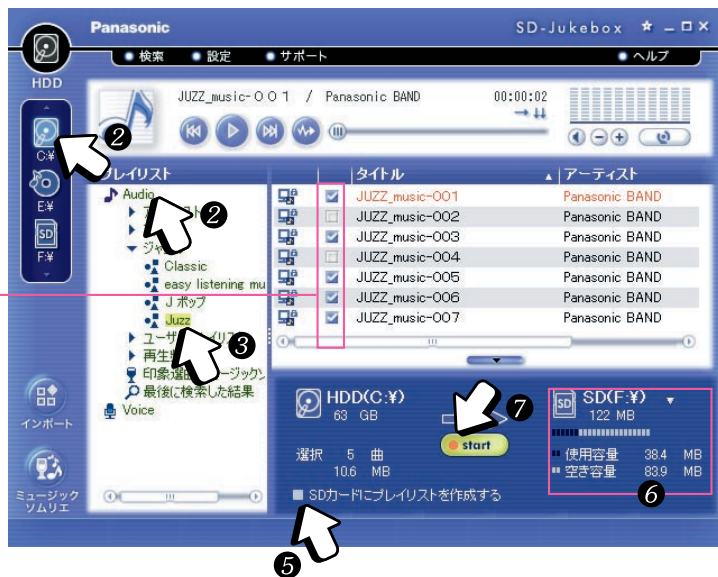 Panasonic SD-Jukebox
検索 設定 サポート ヘルプ
HDD
JUZZ_music-001 / Panasonic BAND 00:00:02
C:¥
E:¥
SD
F:¥
2
プレイリスト タイトル アーティスト
Audio
2
Classic
easy listening mu
J ポップ
Juzz
3
再生
最後に検索した結果
Voice
JUZZ_music-001 Panasonic BAND
JUZZ_music-002 Panasonic BAND
JUZZ_music-003 Panasonic BAND
JUZZ_music-004 Panasonic BAND
JUZZ_music-005 Panasonic BAND
JUZZ_music-006 Panasonic BAND
JUZZ_music-007 Panasonic BAND
インポート
ミュージック
ソムリエ
HDD(C:¥)
63 GB
選択 5 曲
10.6 MB
7
start
SDカードにプレイリストを作成する
5
SD SD(F:¥)
122 MB
使用容量 38.4 MB
空き容量 83.9 MB
6